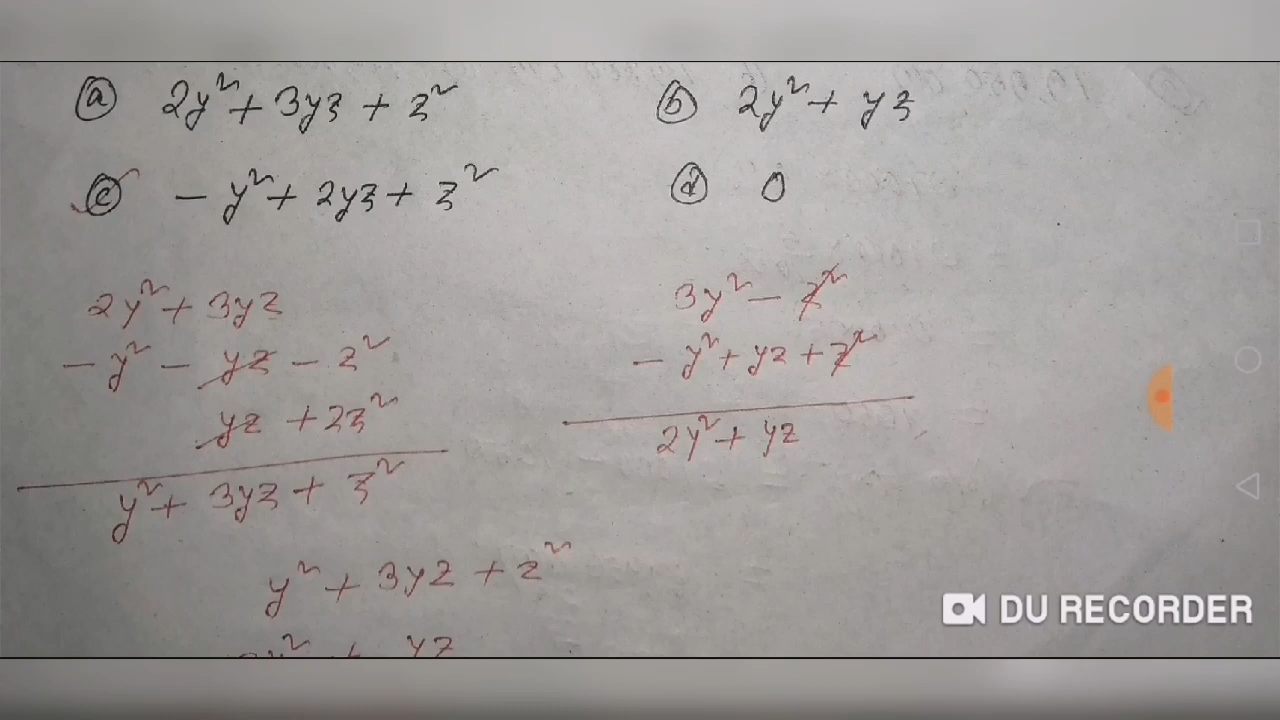 (a) 2y² + 3yz + z² (b) 2y² + yz
(c) - y² + 2yz + z² (d) 0
2y² + 3yz
- y² - yz - z²
yz + 2z²
y² + 3yz + z²
3y² - z²
- y² + yz + z²
2y² + yz
y² + 3yz + z²
yz
DU RECORDER